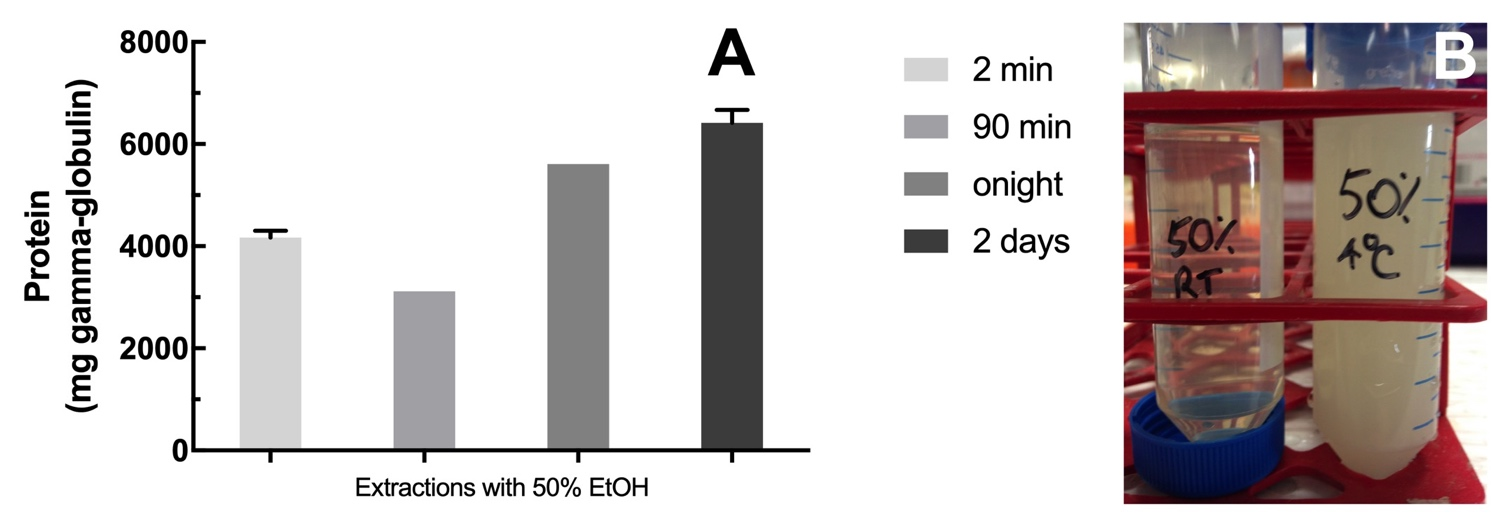 A
8000
6000
4000
2000
0
Protein
(mg gamma-globulin)
Extractions with 50% EtOH
2 min
90 min
onight
2 days
B
50%
RT
50%
4°C